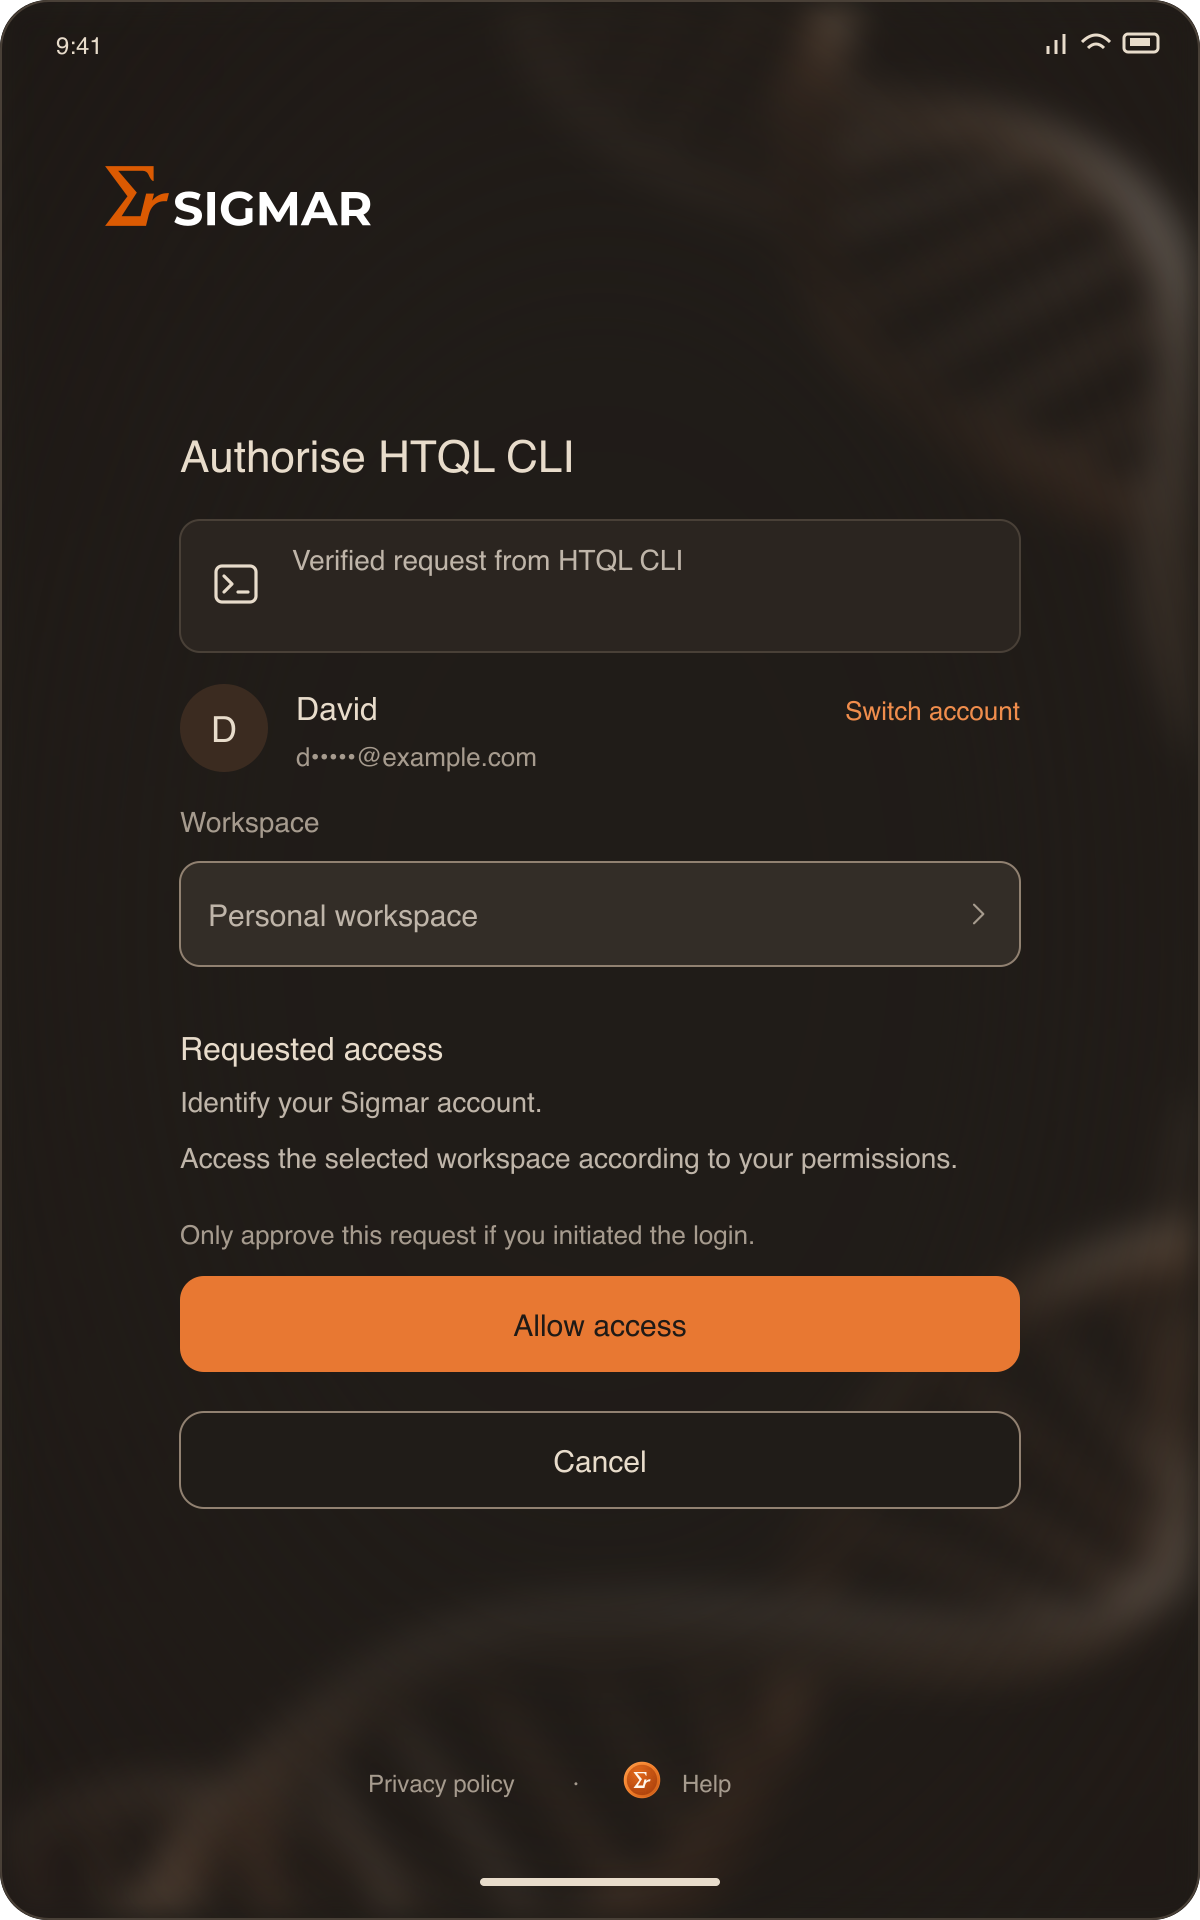 9:41
Σr SIGMAR
Authorise HTQL CLI
Verified request from HTQL CLI
D
David
Switch account
d•••••@example.com
Workspace
Personal workspace
Requested access
Identify your Sigmar account.
Access the selected workspace according to your permissions.
Only approve this request if you initiated the login.
Allow access
Cancel
Privacy policy · Σr Help